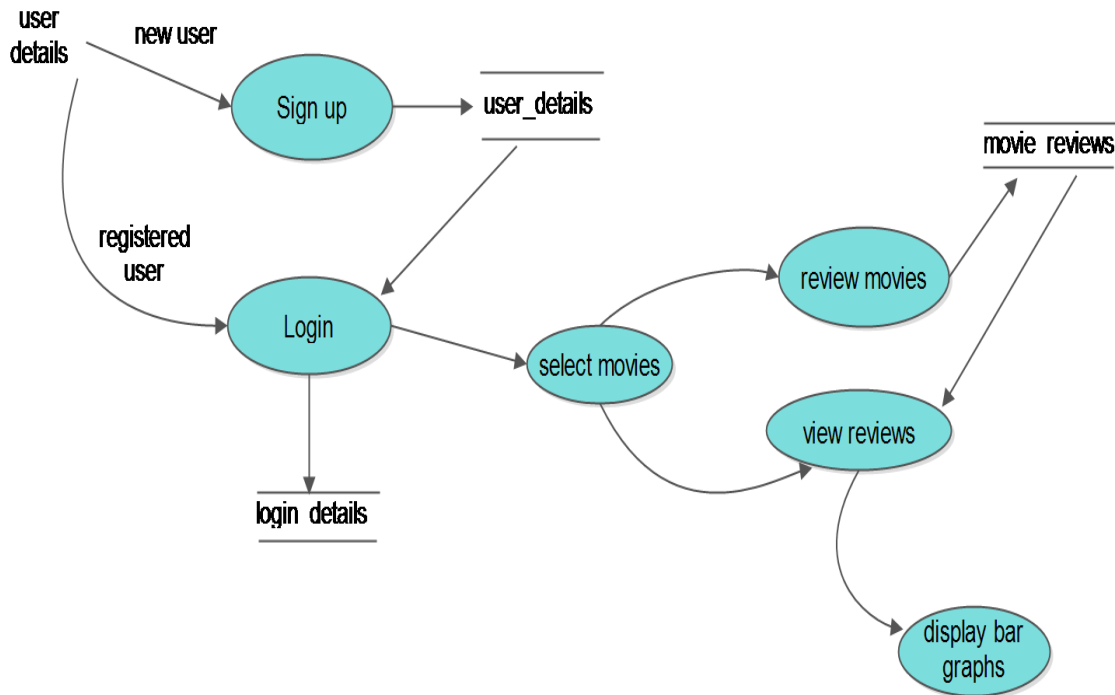 user
details
new user
Sign up
user_details
movie reviews
registered
user
review movies
Login
select movies
view reviews
login details
display bar
graphs